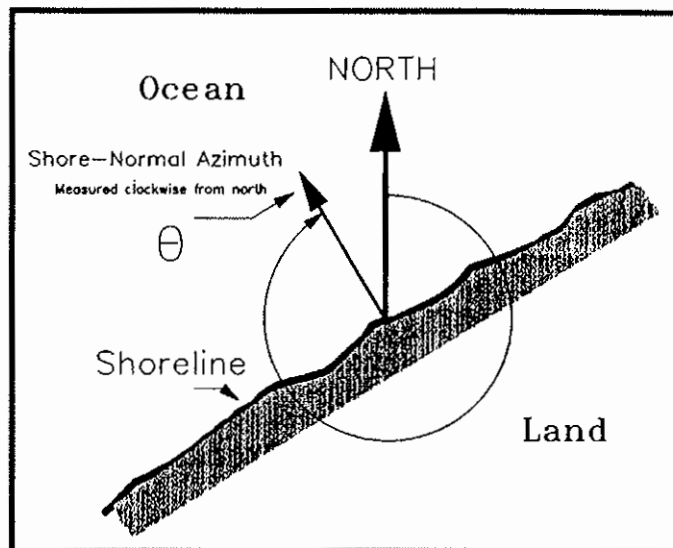 Ocean
NORTH
Shore-Normal Azimuth
Measured clockwise from north
θ
Shoreline
Land